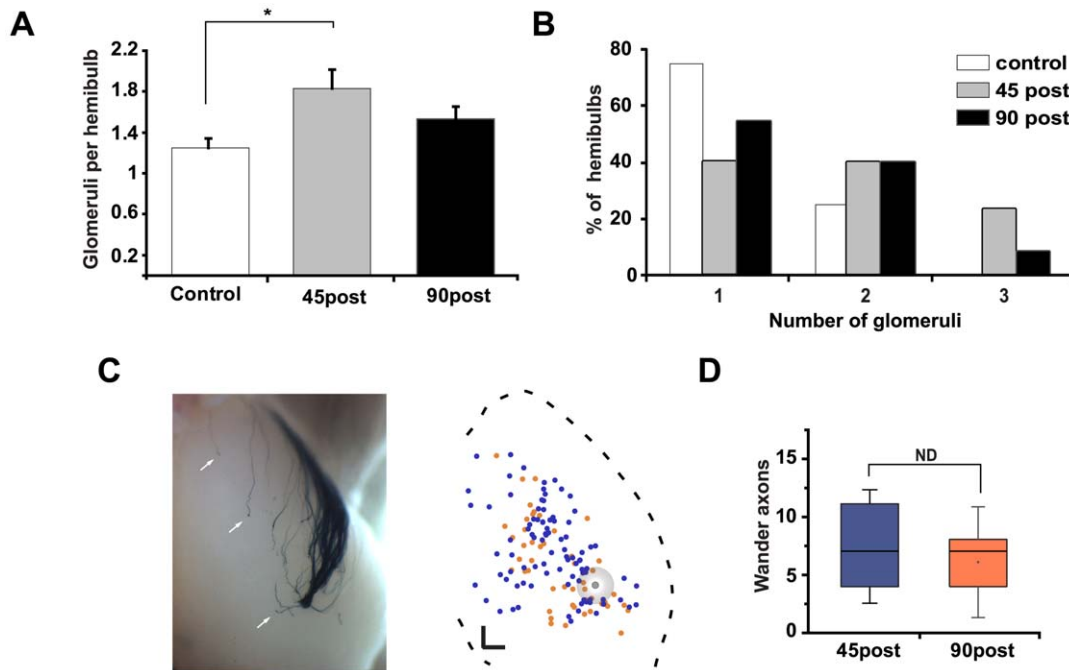 A
*
Glomeruli per hemibulb
2.2
1.8
1.4
1
0.6
0.2
Control
45post
90post
B
% of hemibulbs
80
60
40
20
0
control
45 post
90 post
1
2
3
Number of glomeruli
C
D
Wander axons
15
10
5
0
ND
45post
90post